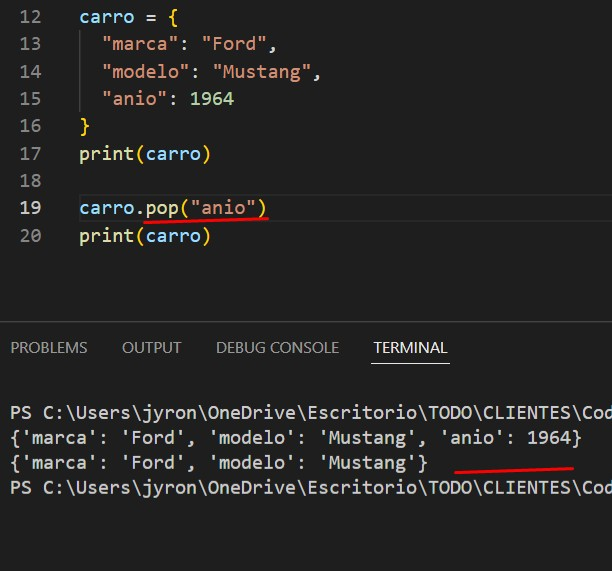 12 carro = {
13 "marca": "Ford",
14 "modelo": "Mustang",
15 "anio": 1964
16 }
17 print(carro)
18
19 carro.pop("anio")
20 print(carro)
PROBLEMS OUTPUT DEBUG CONSOLE TERMINAL
PS C:\Users\jyron\OneDrive\Escritorio\TODO\CLIENTES\Cod
{'marca': 'Ford', 'modelo': 'Mustang', 'anio': 1964}
{'marca': 'Ford', 'modelo': 'Mustang'}
PS C:\Users\jyron\OneDrive\Escritorio\TODO\CLIENTES\Cod